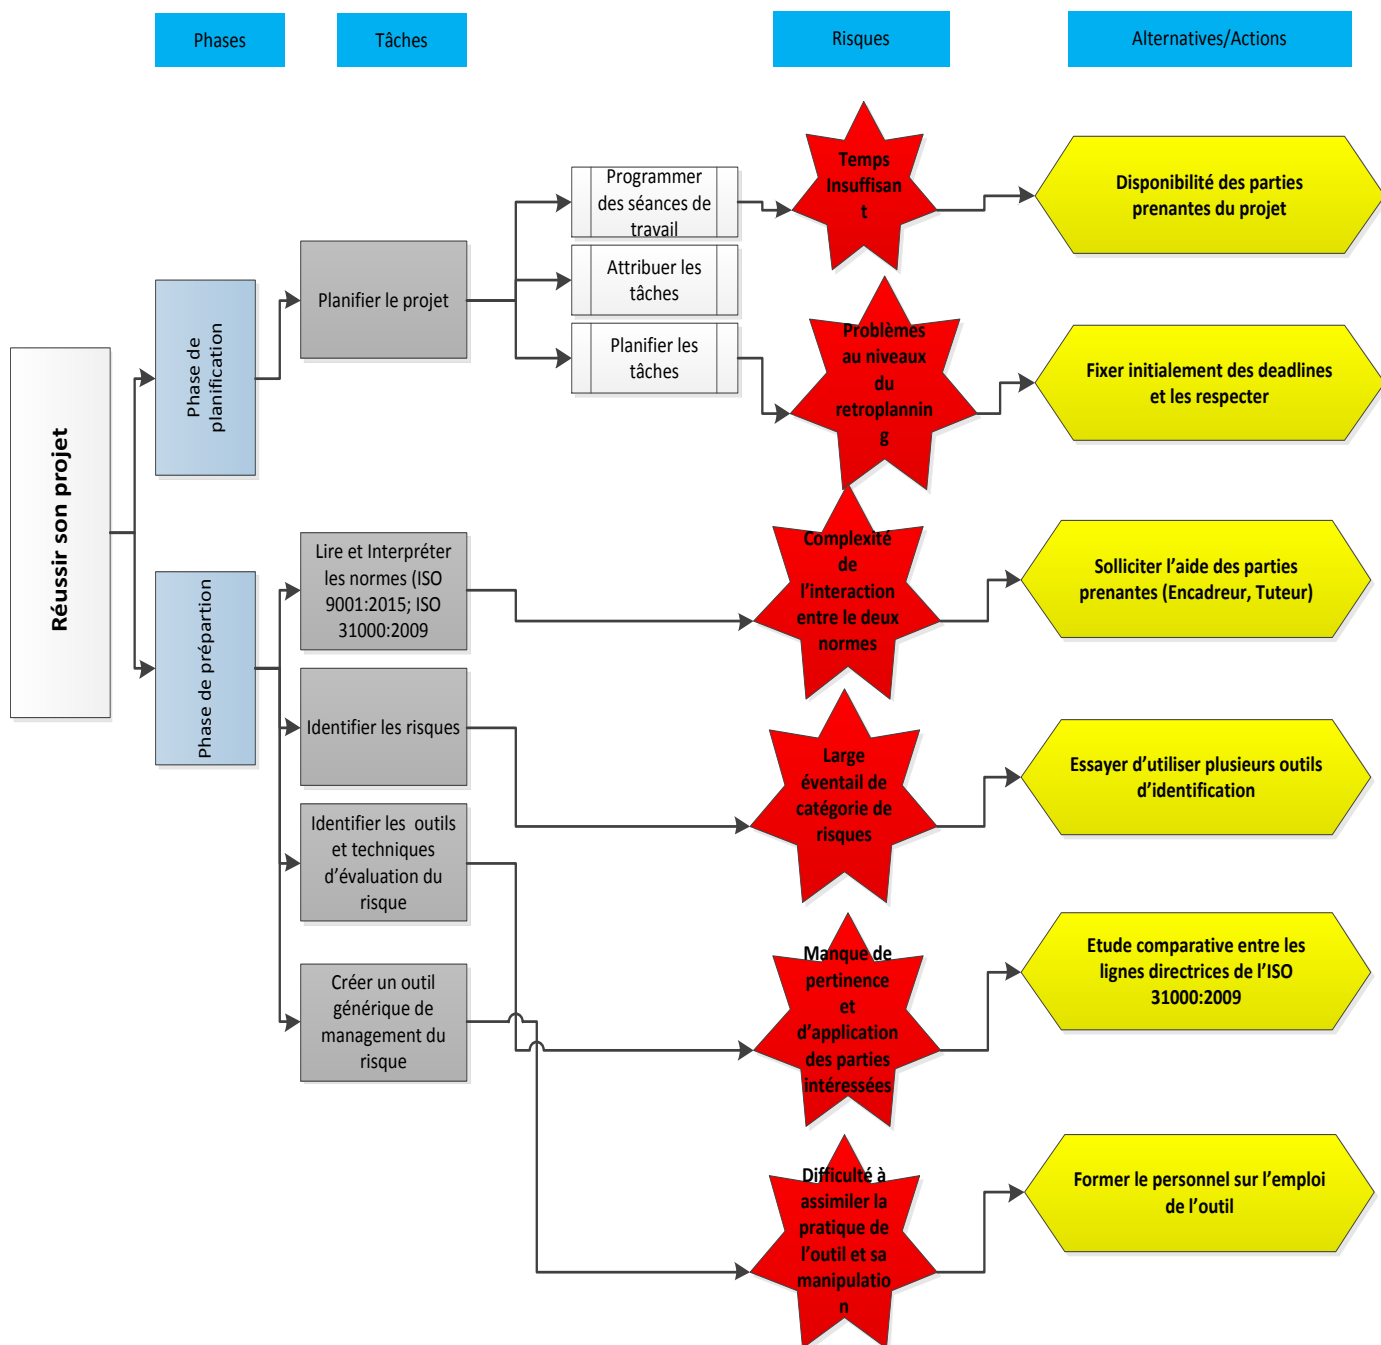 Phases
Tâches
Risques
Alternatives/Actions
Réussir son projet
Phase de
planification
Planifier le projet
Programmer
des séances de
travail
Attribuer les
tâches
Planifier les
tâches
Temps
Insuffisan
t
Disponibilité des parties
prenantes du projet
Problèmes
au niveaux
du
retroplannin
g
Fixer initialement des deadlines
et les respecter
Phase de prépartion
Lire et Interpréter
les normes (ISO
9001:2015; ISO
31000:2009
Complexité
de
l’interaction
entre le deux
normes
Solliciter l’aide des parties
prenantes (Encadreur, Tuteur)
Identifier les risques
Large
éventail de
catégorie de
risques
Essayer d’utiliser plusieurs outils
d’identification
Identifier les outils
et techniques
d’évaluation du
risque
Manque de
pertinence
et
d’application
des parties
intéressées
Etude comparative entre les
lignes directrices de l’ISO
31000:2009
Créer un outil
générique de
management du
risque
Difficulté à
assimiler la
pratique de
l’outil et sa
manipulatio
n
Former le personnel sur l’emploi
de l’outil